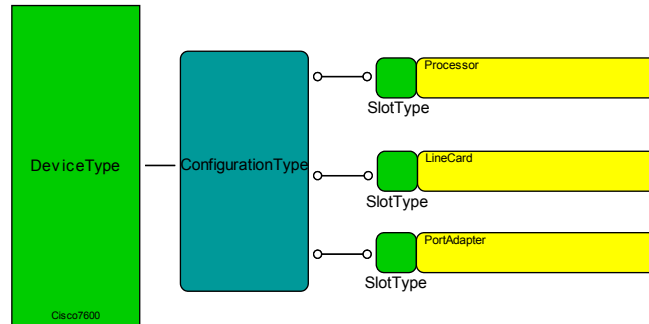 Processor
SlotType
DeviceType
ConfigurationType
LineCard
SlotType
PortAdapter
SlotType
Cisco7600